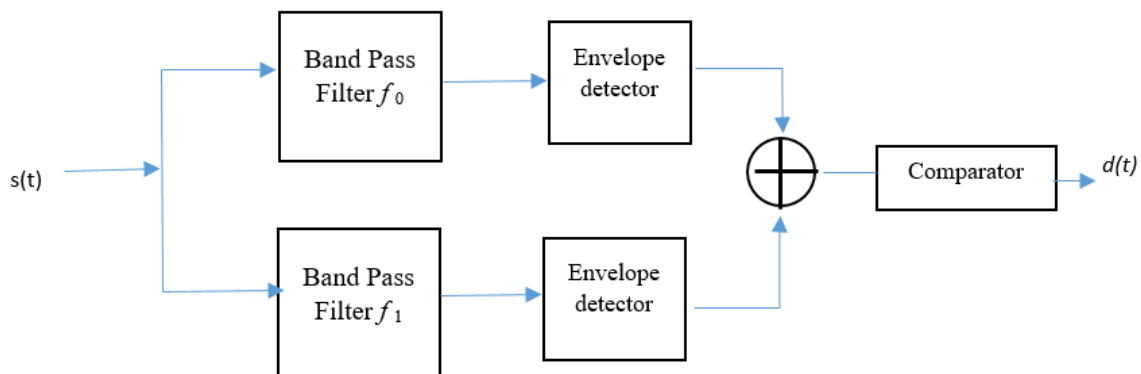 Band Pass
Filter f0
Envelope
detector
s(t)
Comparator
d(t)
Band Pass
Filter f1
Envelope
detector